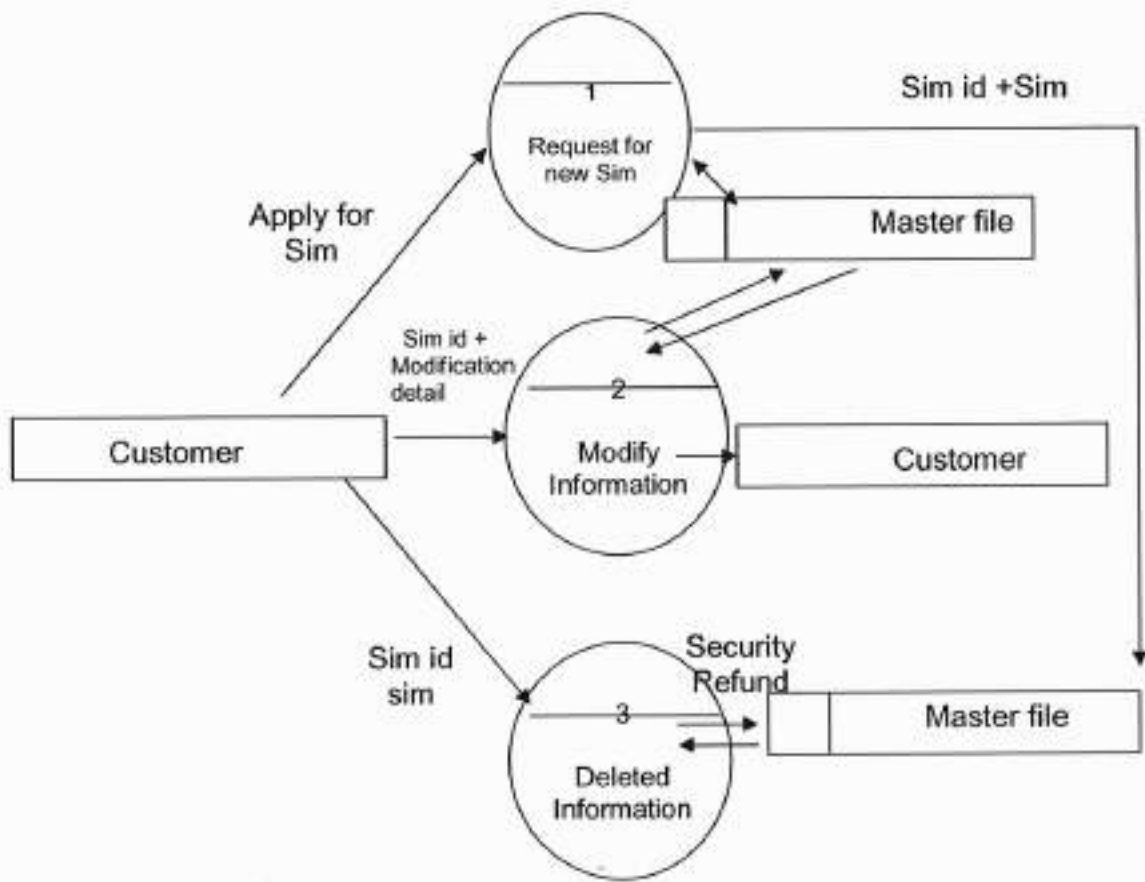 1
Request for
new Sim
Sim id +Sim
Apply for
Sim
Master file
Sim id +
Modification
detail
2
Modify
Information
Customer
Customer
Sim id
sim
Security
Refund
3
Deleted
Information
Master file